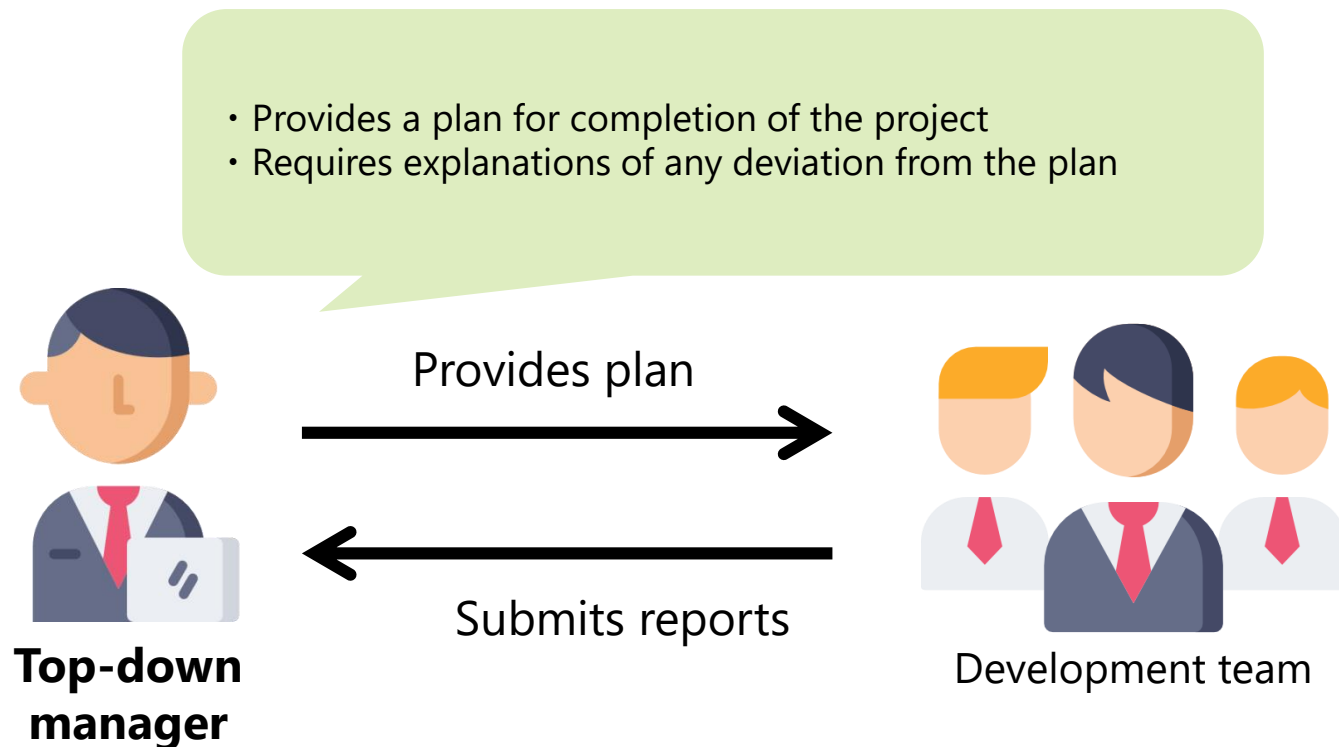 ・Provides a plan for completion of the project
・Requires explanations of any deviation from the plan
Provides plan
Submits reports
Top-down
manager
Development team